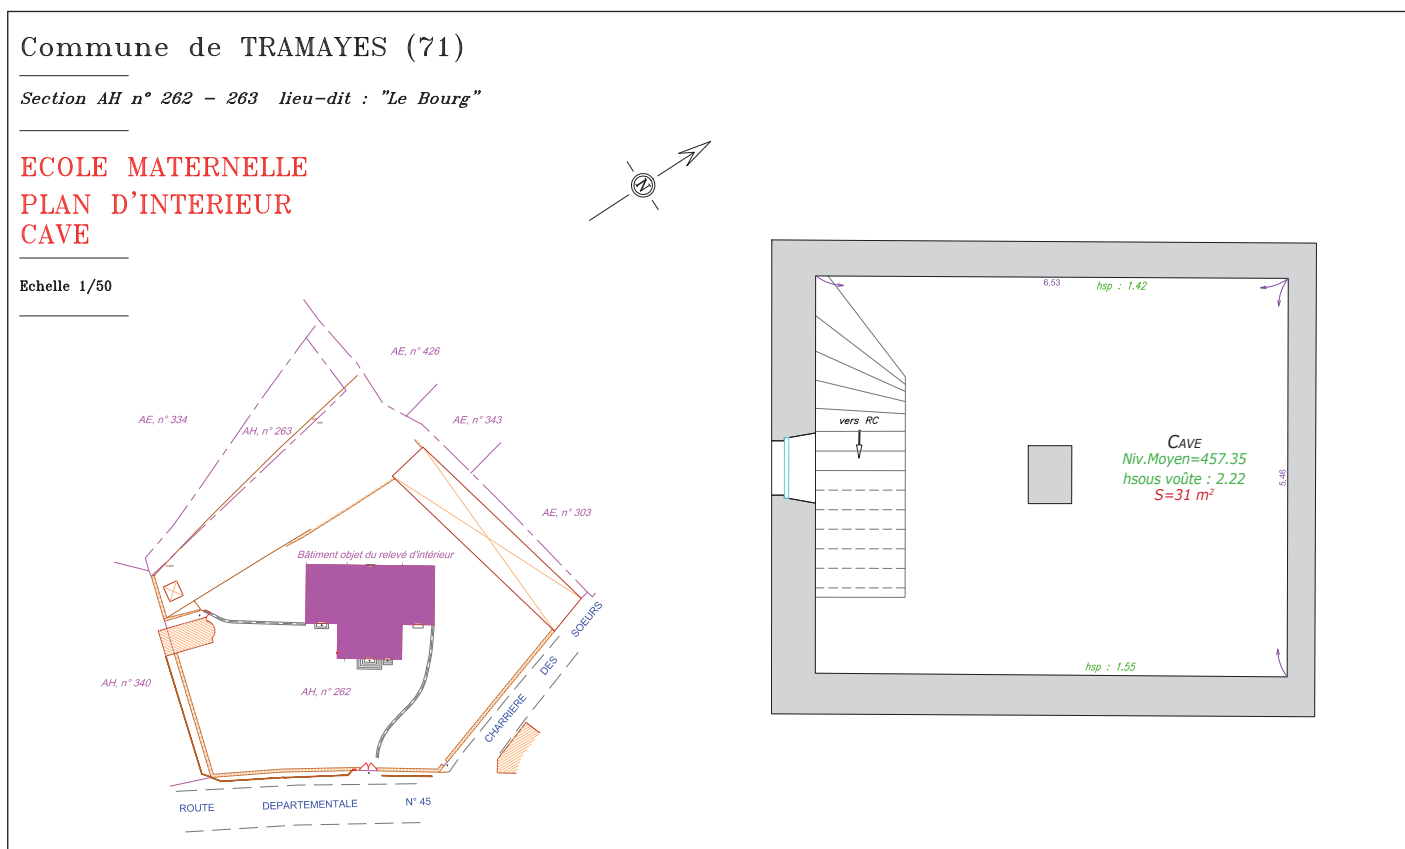 Commune de TRAMAYES (71)
Section AH n° 262 - 263 lieu-dit : "Le Bourg"
ECOLE MATERNELLE
PLAN D'INTERIEUR
CAVE
Echelle 1/50
N
AE, n° 426
AE, n° 334
AH, n° 263
AE, n° 343
AE, n° 303
Bâtiment objet du relevé d'intérieur
AH, n° 340
AH, n° 262
CHARRIERE DES SOEURS
ROUTE DEPARTEMENTALE N° 45
6.53
hsp : 1.42
vers RC
CAVE
Niv.Moyen=457.35
hsous voûte : 2.22
S=31 m²
5.46
hsp : 1.55